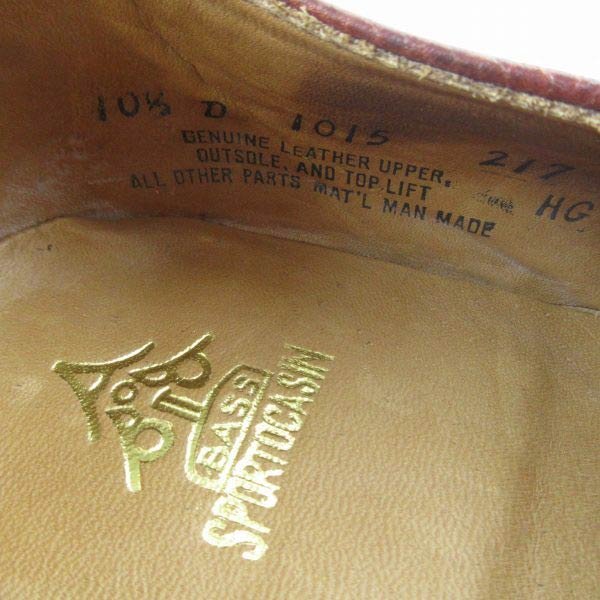 10½ D 1015 217
GENUINE LEATHER UPPER,
OUTSOLE, AND TOP LIFT HG
ALL OTHER PARTS MAT'L MAN MADE
BASS
SPORTOCASIN